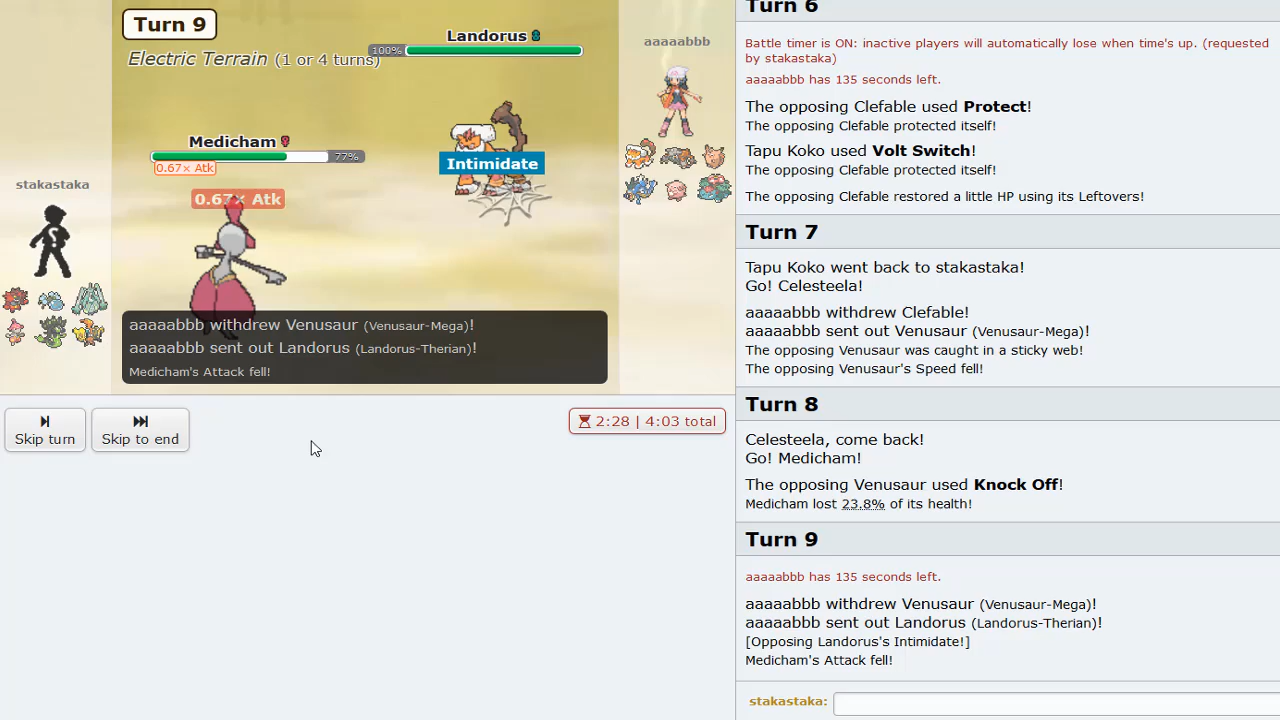 Turn 9
Electric Terrain (1 or 4 turns)
Landorus
100%
Medicham
77%
0.67× Atk
0.67× Atk
Intimidate
stakastaka
aaaaabbb
aaaaabbb withdrew Venusaur (Venusaur-Mega)!
aaaaabbb sent out Landorus (Landorus-Therian)!
Medicham's Attack fell!
Skip turn
Skip to end
2:28 | 4:03 total
Turn 6
Battle timer is ON: inactive players will automatically lose when time's up. (requested
by stakastaka)
aaaaabbb has 135 seconds left.
The opposing Clefable used Protect!
The opposing Clefable protected itself!
Tapu Koko used Volt Switch!
The opposing Clefable protected itself!
The opposing Clefable restored a little HP using its Leftovers!
Turn 7
Tapu Koko went back to stakastaka!
Go! Celesteela!
aaaaabbb withdrew Clefable!
aaaaabbb sent out Venusaur (Venusaur-Mega)!
The opposing Venusaur was caught in a sticky web!
The opposing Venusaur's Speed fell!
Turn 8
Celesteela, come back!
Go! Medicham!
The opposing Venusaur used Knock Off!
Medicham lost 23.8% of its health!
Turn 9
aaaaabbb has 135 seconds left.
aaaaabbb withdrew Venusaur (Venusaur-Mega)!
aaaaabbb sent out Landorus (Landorus-Therian)!
[Opposing Landorus's Intimidate!]
Medicham's Attack fell!
stakastaka: